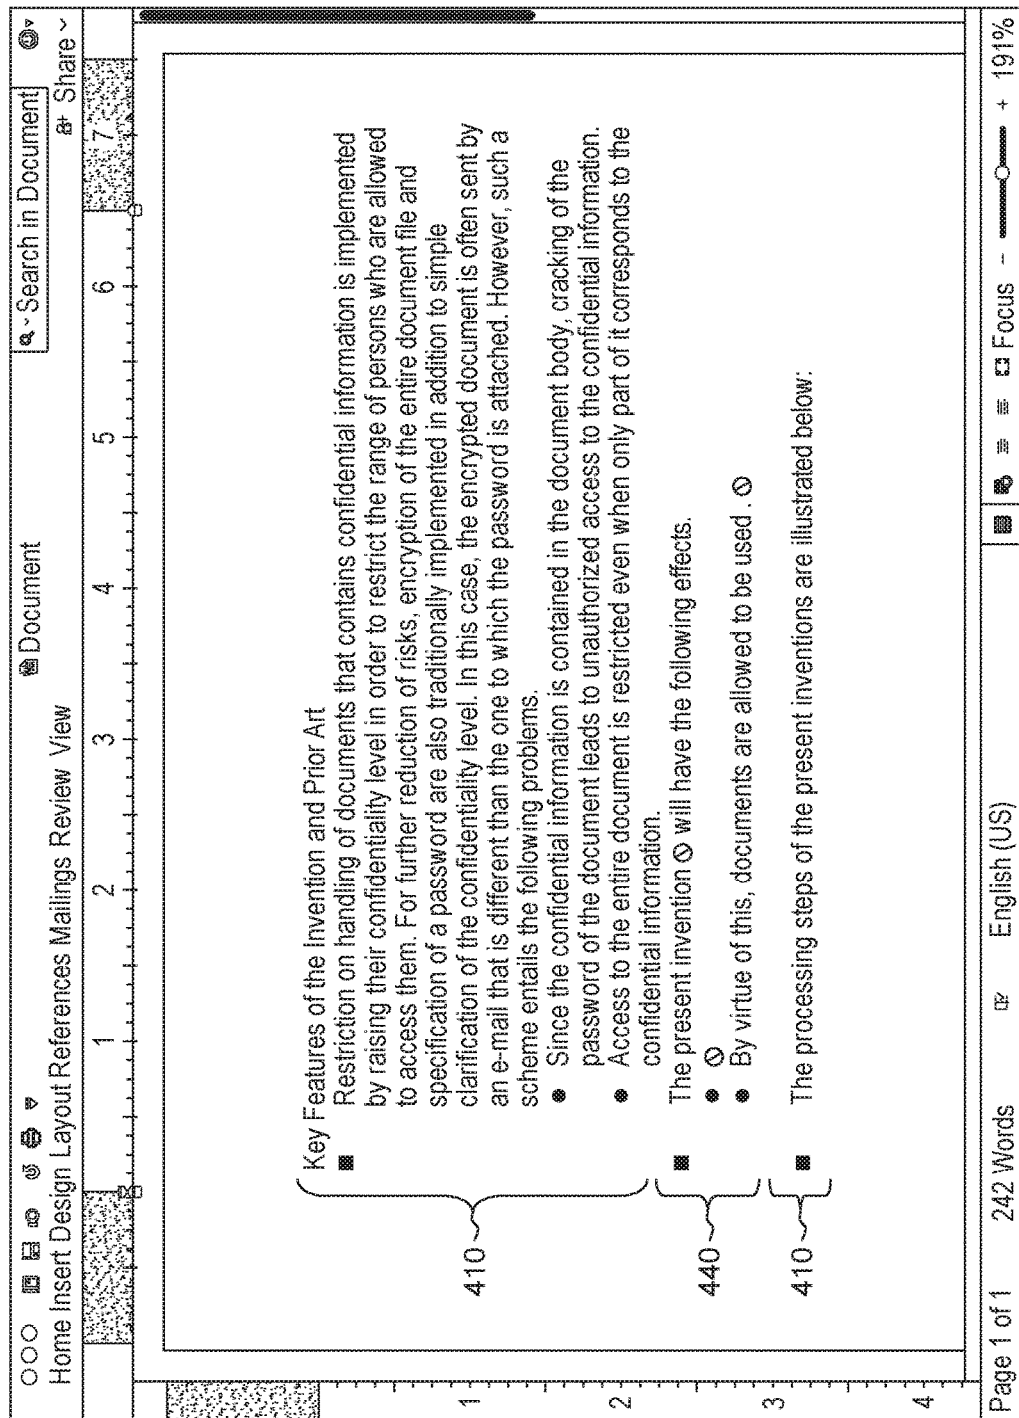 Document
Search in Document
Home Insert Design Layout References Mailings Review View
Share
1 2 3 4 5 6 7
Key Features of the Invention and Prior Art
■ Restriction on handling of documents that contains confidential information is implemented
by raising their confidentiality level in order to restrict the range of persons who are allowed
to access them. For further reduction of risks, encryption of the entire document file and
specification of a password are also traditionally implemented in addition to simple
clarification of the confidentiality level. In this case, the encrypted document is often sent by
an e-mail that is different than the one to which the password is attached. However, such a
scheme entails the following problems.
● Since the confidential information is contained in the document body, cracking of the
password of the document leads to unauthorized access to the confidential information.
● Access to the entire document is restricted even when only part of it corresponds to the
confidential information.
410
■ The present invention 🛇 will have the following effects.
● 🛇
● By virtue of this, documents are allowed to be used . 🛇
440
■ The processing steps of the present inventions are illustrated below:
410
1
2
3
4
Page 1 of 1 242 Words English (US) Focus - + 191%